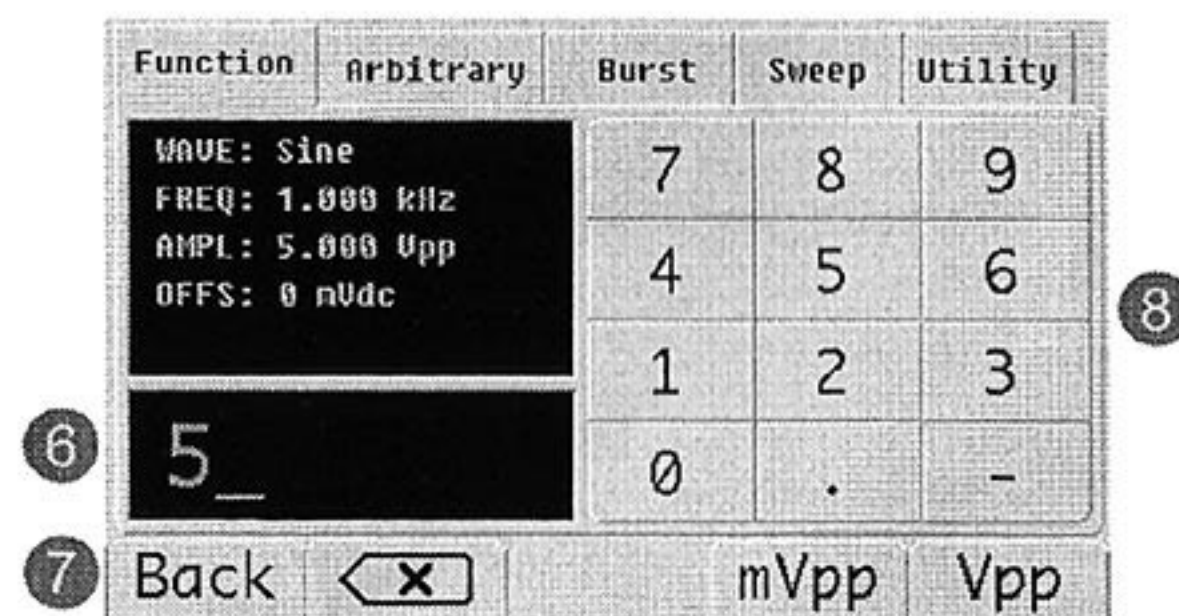 Function Arbitrary Burst Sweep Utility
WAVE: Sine
FREQ: 1.000 kHz
AMPL: 5.000 Vpp
OFFS: 0 mVdc
7 8 9
4 5 6
8
1 2 3
6 5_
0 . -
7 Back X mVpp Vpp